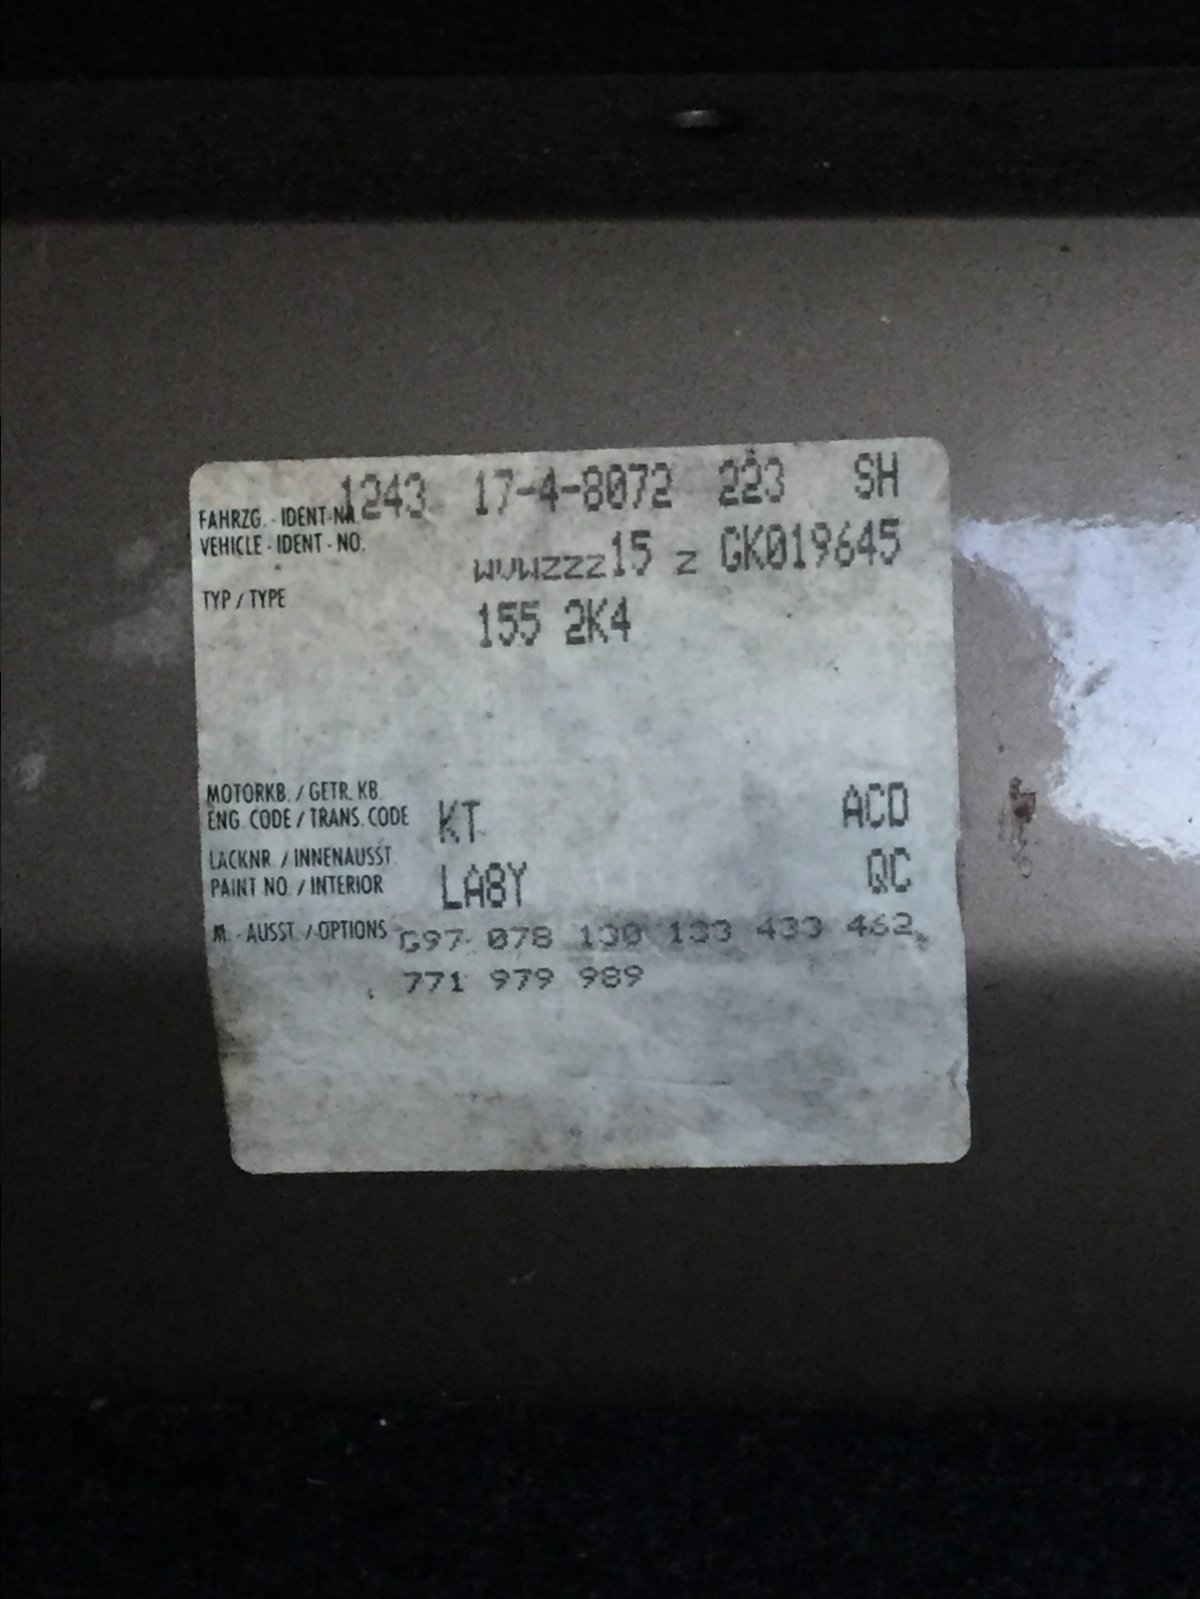 1243 17-4-8072 223 SH
FAHRZG. - IDENT-NR.
VEHICLE - IDENT - NO.
WVWZZZ15 Z GK019645
TYP / TYPE
155 2K4
MOTORKB. / GETR. KB.
ENG. CODE / TRANS. CODE KT ACD
LACKNR. / INNENAUSST.
PAINT NO. / INTERIOR LA8Y QC
M. - AUSST. / OPTIONS G97 078 130 133 433 462
771 979 989